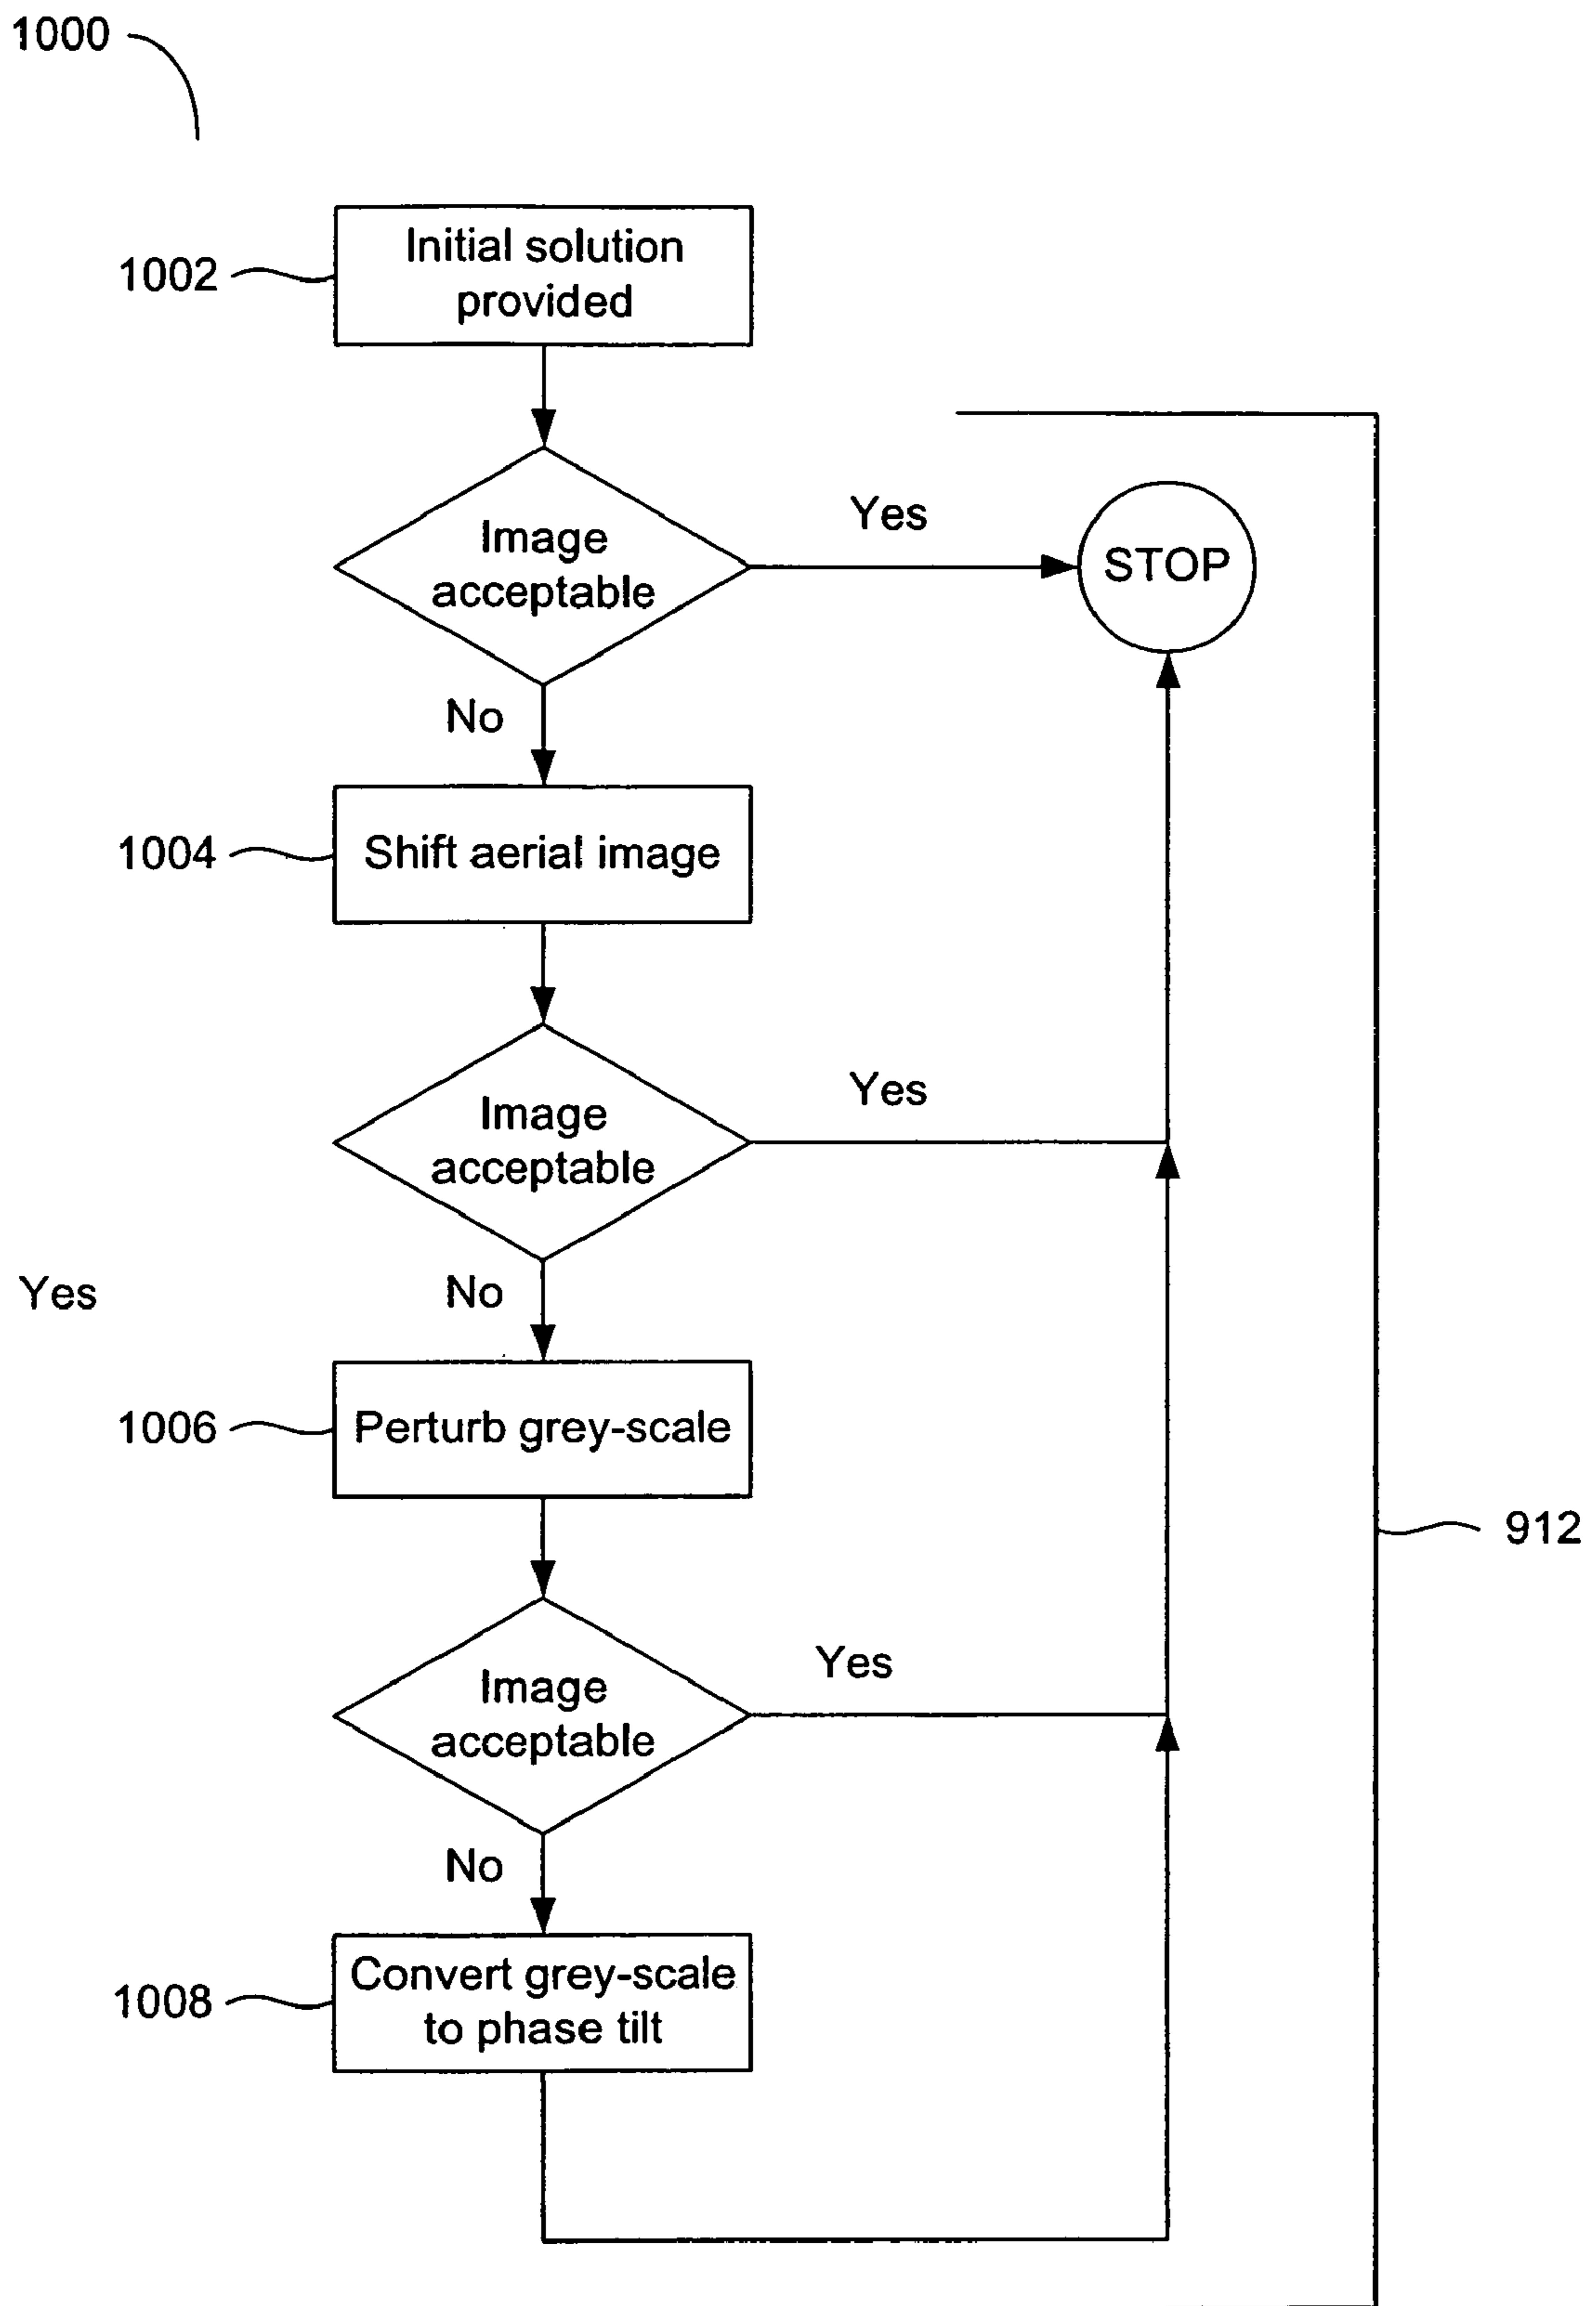 1000
Initial solution
provided
1002
Image
acceptable
Yes
STOP
No
Shift aerial image
1004
Image
acceptable
Yes
No
Yes
Perturb grey-scale
1006
912
Image
acceptable
Yes
No
Convert grey-scale
to phase tilt
1008